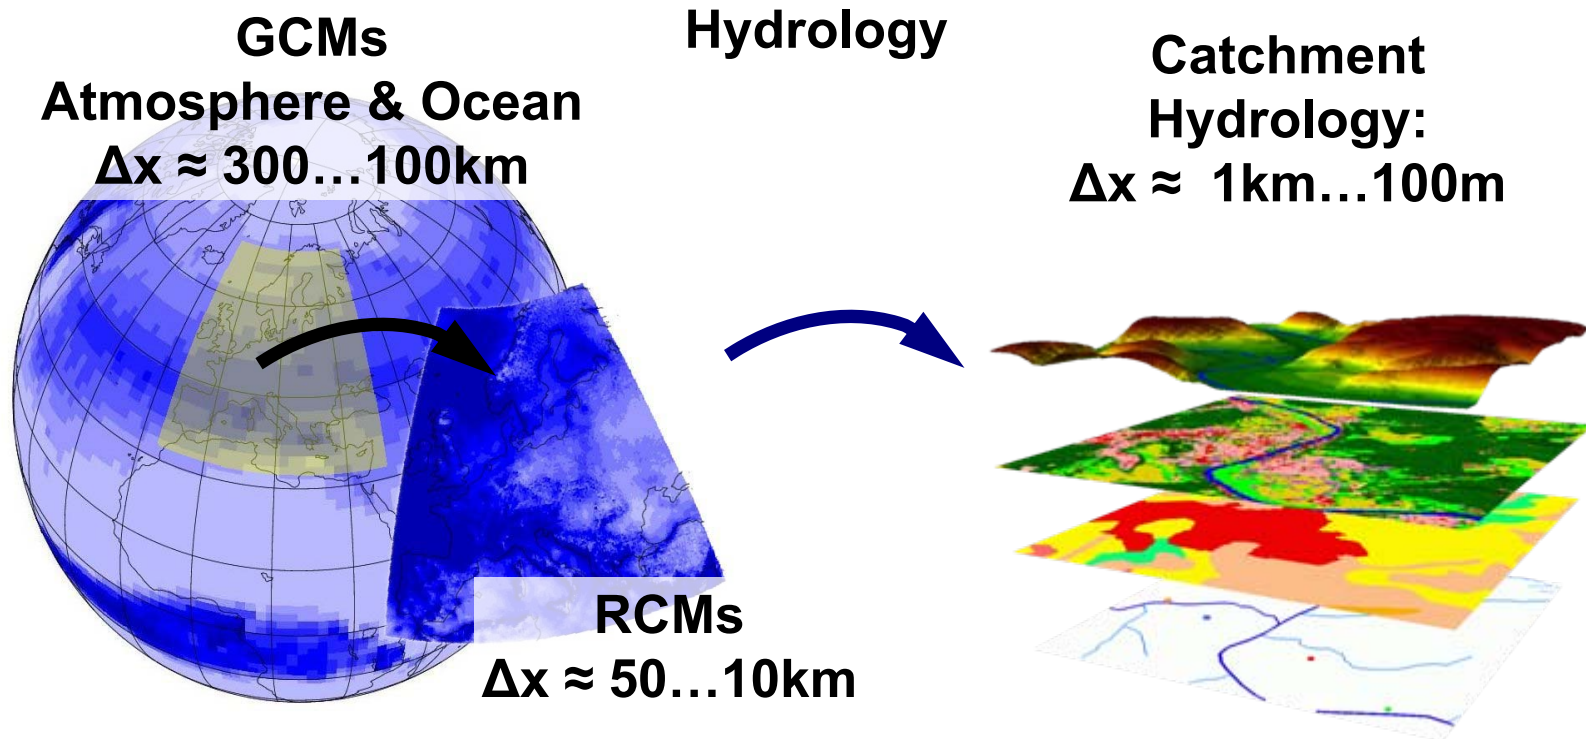 GCMs
Atmosphere & Ocean
Δx ≈ 300…100km
Hydrology
Catchment
Hydrology:
Δx ≈ 1km…100m
RCMs
Δx ≈ 50…10km